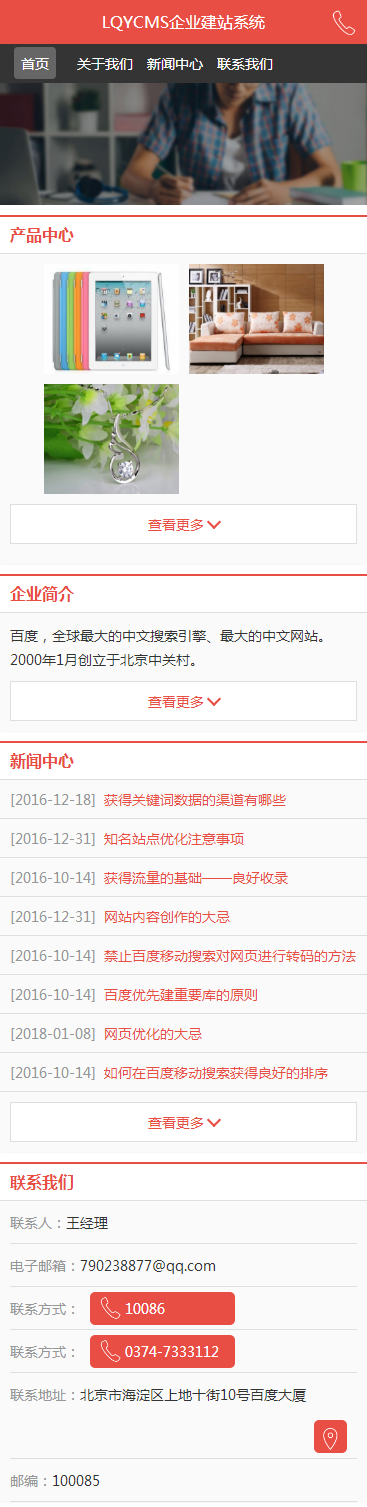 LQYCMS企业建站系统
首页 关于我们 新闻中心 联系我们
产品中心
查看更多
企业简介
百度，全球最大的中文搜索引擎、最大的中文网站。
2000年1月创立于北京中关村。
查看更多
新闻中心
[2016-12-18] 获得关键词数据的渠道有哪些
[2016-12-31] 知名站点优化注意事项
[2016-10-14] 获得流量的基础——良好收录
[2016-12-31] 网站内容创作的大忌
[2016-10-14] 禁止百度移动搜索对网页进行转码的方法
[2016-10-14] 百度优先建重要库的原则
[2018-01-08] 网页优化的大忌
[2016-10-14] 如何在百度移动搜索获得良好的排序
查看更多
联系我们
联系人：王经理
电子邮箱：790238877@qq.com
联系方式： 10086
联系方式： 0374-7333112
联系地址：北京市海淀区上地十街10号百度大厦
邮编：100085